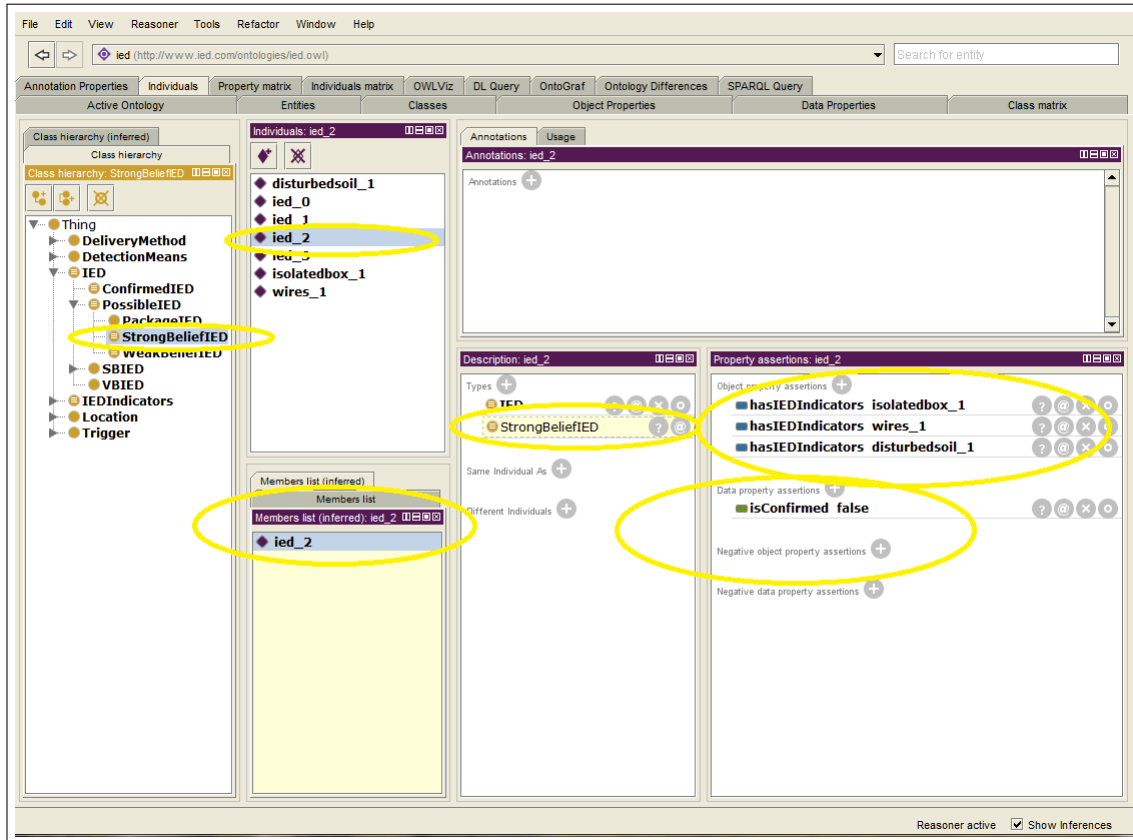 File Edit View Reasoner Tools Refactor Window Help
ied (http://www.ied.com/ontologies/ied.owl)
Search for entity
Annotation Properties Individuals Property matrix Individuals matrix OWLViz DL Query OntoGraf Ontology Differences SPARQL Query
Active Ontology Entities Classes Object Properties Data Properties Class matrix
Class hierarchy (inferred)
Class hierarchy
Class hierarchy: StrongBeliefIED
Thing
DeliveryMethod
DetectionMeans
IED
ConfirmedIED
PossibleIED
PackageIED
StrongBeliefIED
WeakBeliefIED
SBIED
VBIED
IEDIndicators
Location
Trigger
Individuals: ied_2
disturbedsoil_1
ied_0
ied_1
ied_2
ied_3
isolatedbox_1
wires_1
Members list (inferred)
Members list
Members list (inferred): ied_2
ied_2
Annotations Usage
Annotations: ied_2
Annotations
Description: ied_2
Types
IED
StrongBeliefIED
Same Individual As
Different Individuals
Property assertions: ied_2
Object property assertions
hasIEDIndicators isolatedbox_1
hasIEDIndicators wires_1
hasIEDIndicators disturbedsoil_1
Data property assertions
isConfirmed false
Negative object property assertions
Negative data property assertions
Reasoner active Show Inferences